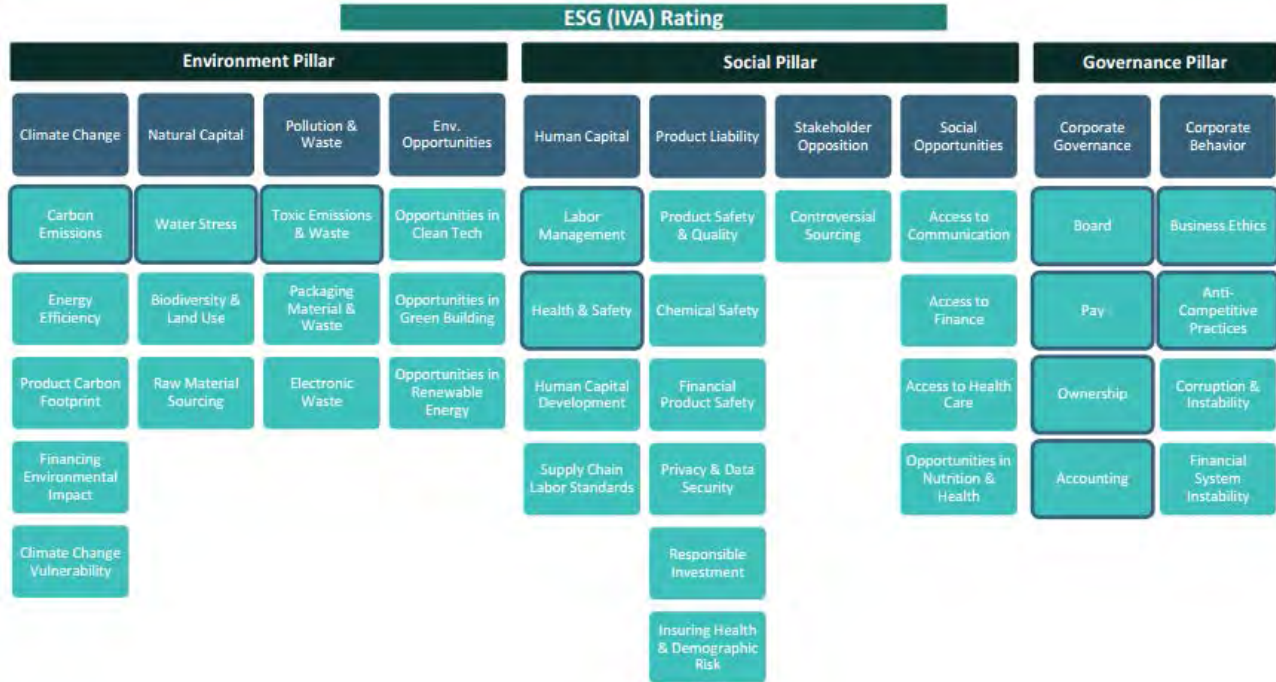 ESG (IVA) Rating
Environment Pillar
Social Pillar
Governance Pillar
Climate Change
Natural Capital
Pollution &
Waste
Env.
Opportunities
Human Capital
Product Liability
Stakeholder
Opposition
Social
Opportunities
Corporate
Governance
Corporate
Behavior
Carbon
Emissions
Water Stress
Toxic Emissions
& Waste
Opportunities in
Clean Tech
Labor
Management
Product Safety
& Quality
Controversial
Sourcing
Access to
Communication
Board
Business Ethics
Energy
Efficiency
Biodiversity &
Land Use
Packaging
Material &
Waste
Opportunities in
Green Building
Health & Safety
Chemical Safety
Access to
Finance
Pay
Anti-
Competitive
Practices
Product Carbon
Footprint
Raw Material
Sourcing
Electronic
Waste
Opportunities in
Renewable
Energy
Human Capital
Development
Financial
Product Safety
Access to Health
Care
Ownership
Corruption &
Instability
Financing
Environmental
Impact
Supply Chain
Labor Standards
Privacy & Data
Security
Opportunities in
Nutrition &
Health
Accounting
Financial
System
Instability
Climate Change
Vulnerability
Responsible
Investment
Insuring Health
& Demographic
Risk